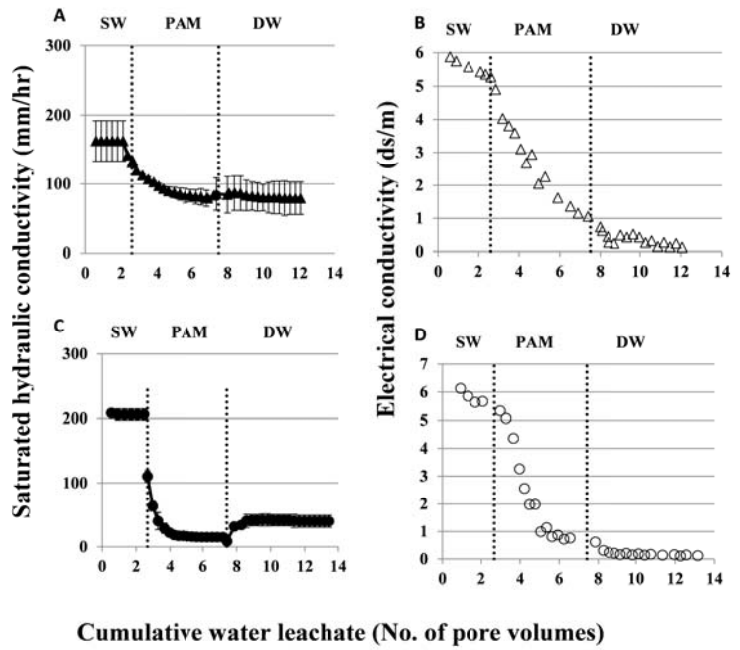 A
SW PAM DW
300
200
100
0
0 2 4 6 8 10 12 14
B
SW PAM DW
6
5
4
3
2
1
0
0 2 4 6 8 10 12 14
C
SW PAM DW
300
200
100
0
0 2 4 6 8 10 12 14
D
SW PAM DW
7
6
5
4
3
2
1
0
0 2 4 6 8 10 12 14
Saturated hydraulic conductivity (mm/hr)
Electrical conductivity (ds/m)
Cumulative water leachate (No. of pore volumes)